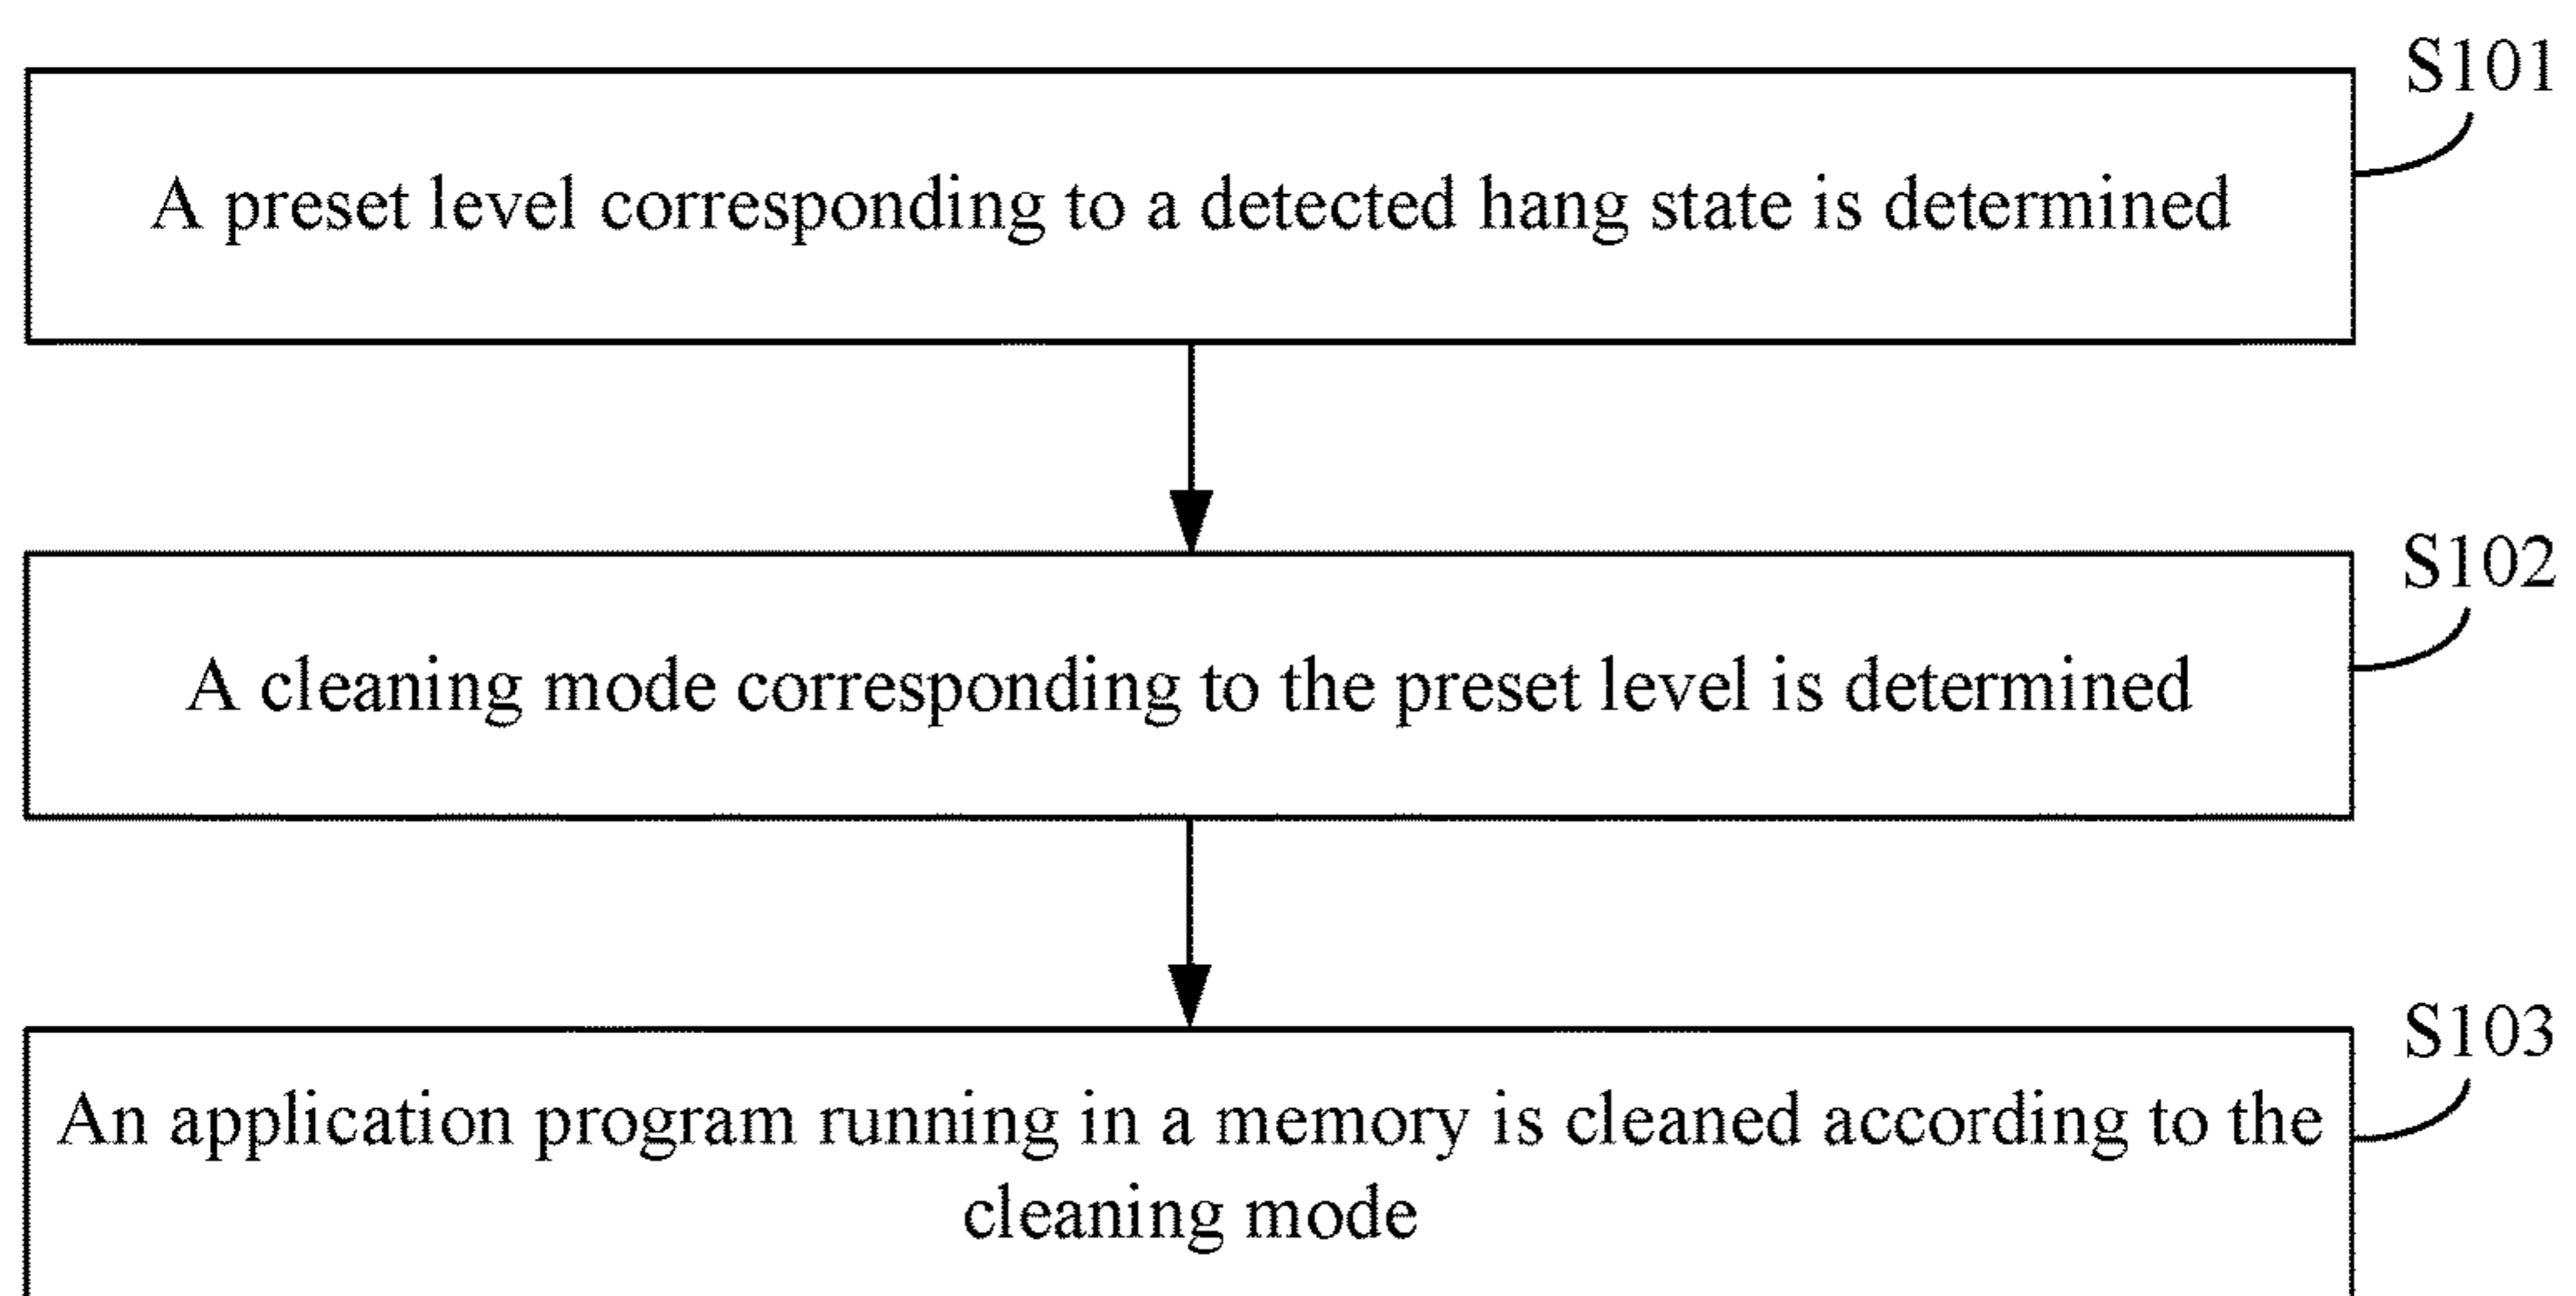 S101
A preset level corresponding to a detected hang state is determined
S102
A cleaning mode corresponding to the preset level is determined
S103
An application program running in a memory is cleaned according to the
cleaning mode